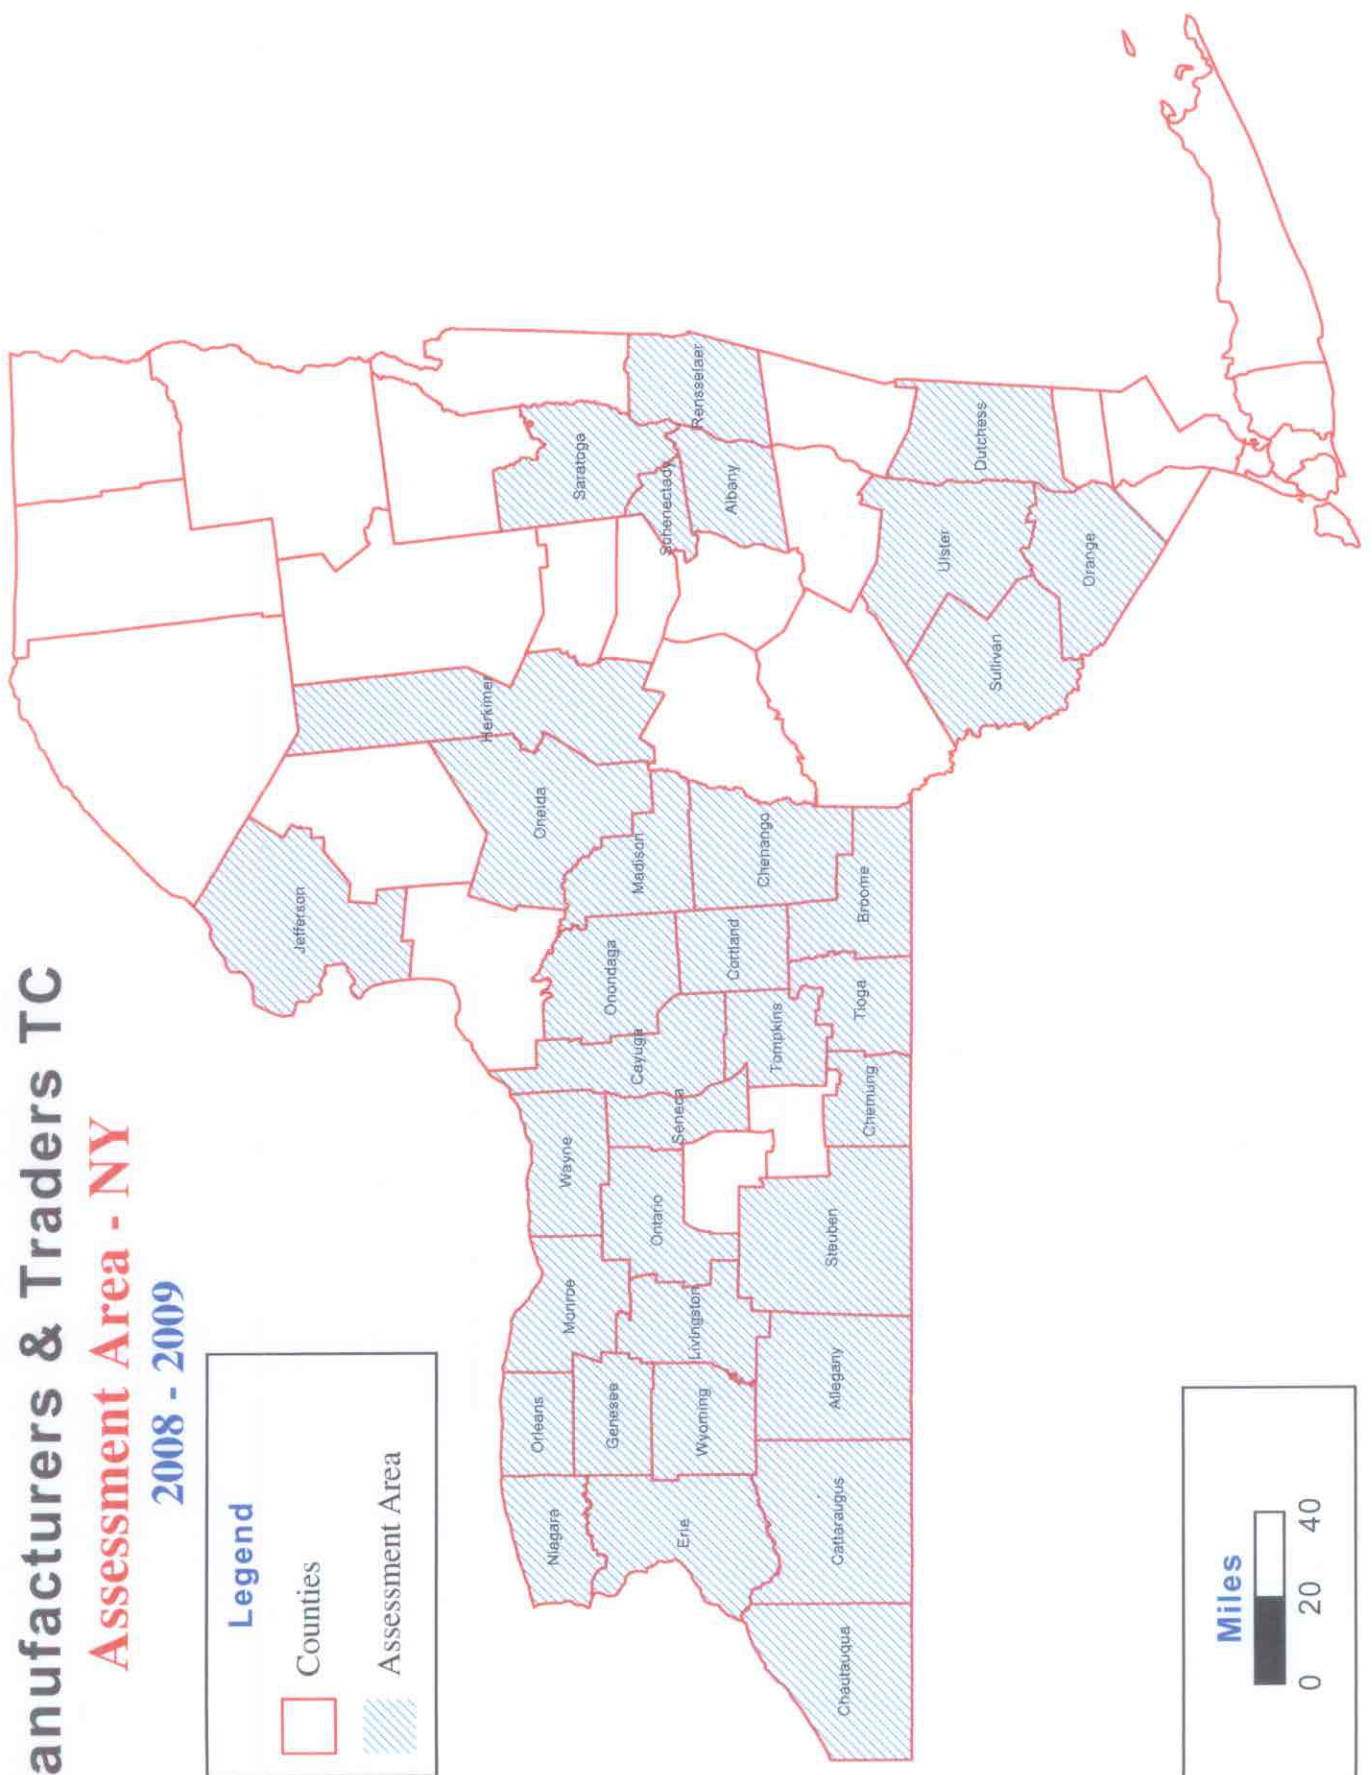 anufacturers & Traders TC
Assessment Area - NY
2008 - 2009
Legend
Counties
Assessment Area
Jefferson
Herkimer
Saratoga
Oneida
Niagara
Orleans
Monroe
Wayne
Genesee
Ontario
Seneca
Cayuga
Onondaga
Madison
Schenectady
Rensselaer
Erie
Wyoming
Livingston
Cortland
Albany
Tompkins
Chenango
Chautauqua
Cattaraugus
Allegany
Steuben
Chemung
Tioga
Broome
Ulster
Dutchess
Sullivan
Orange
Miles
0 20 40